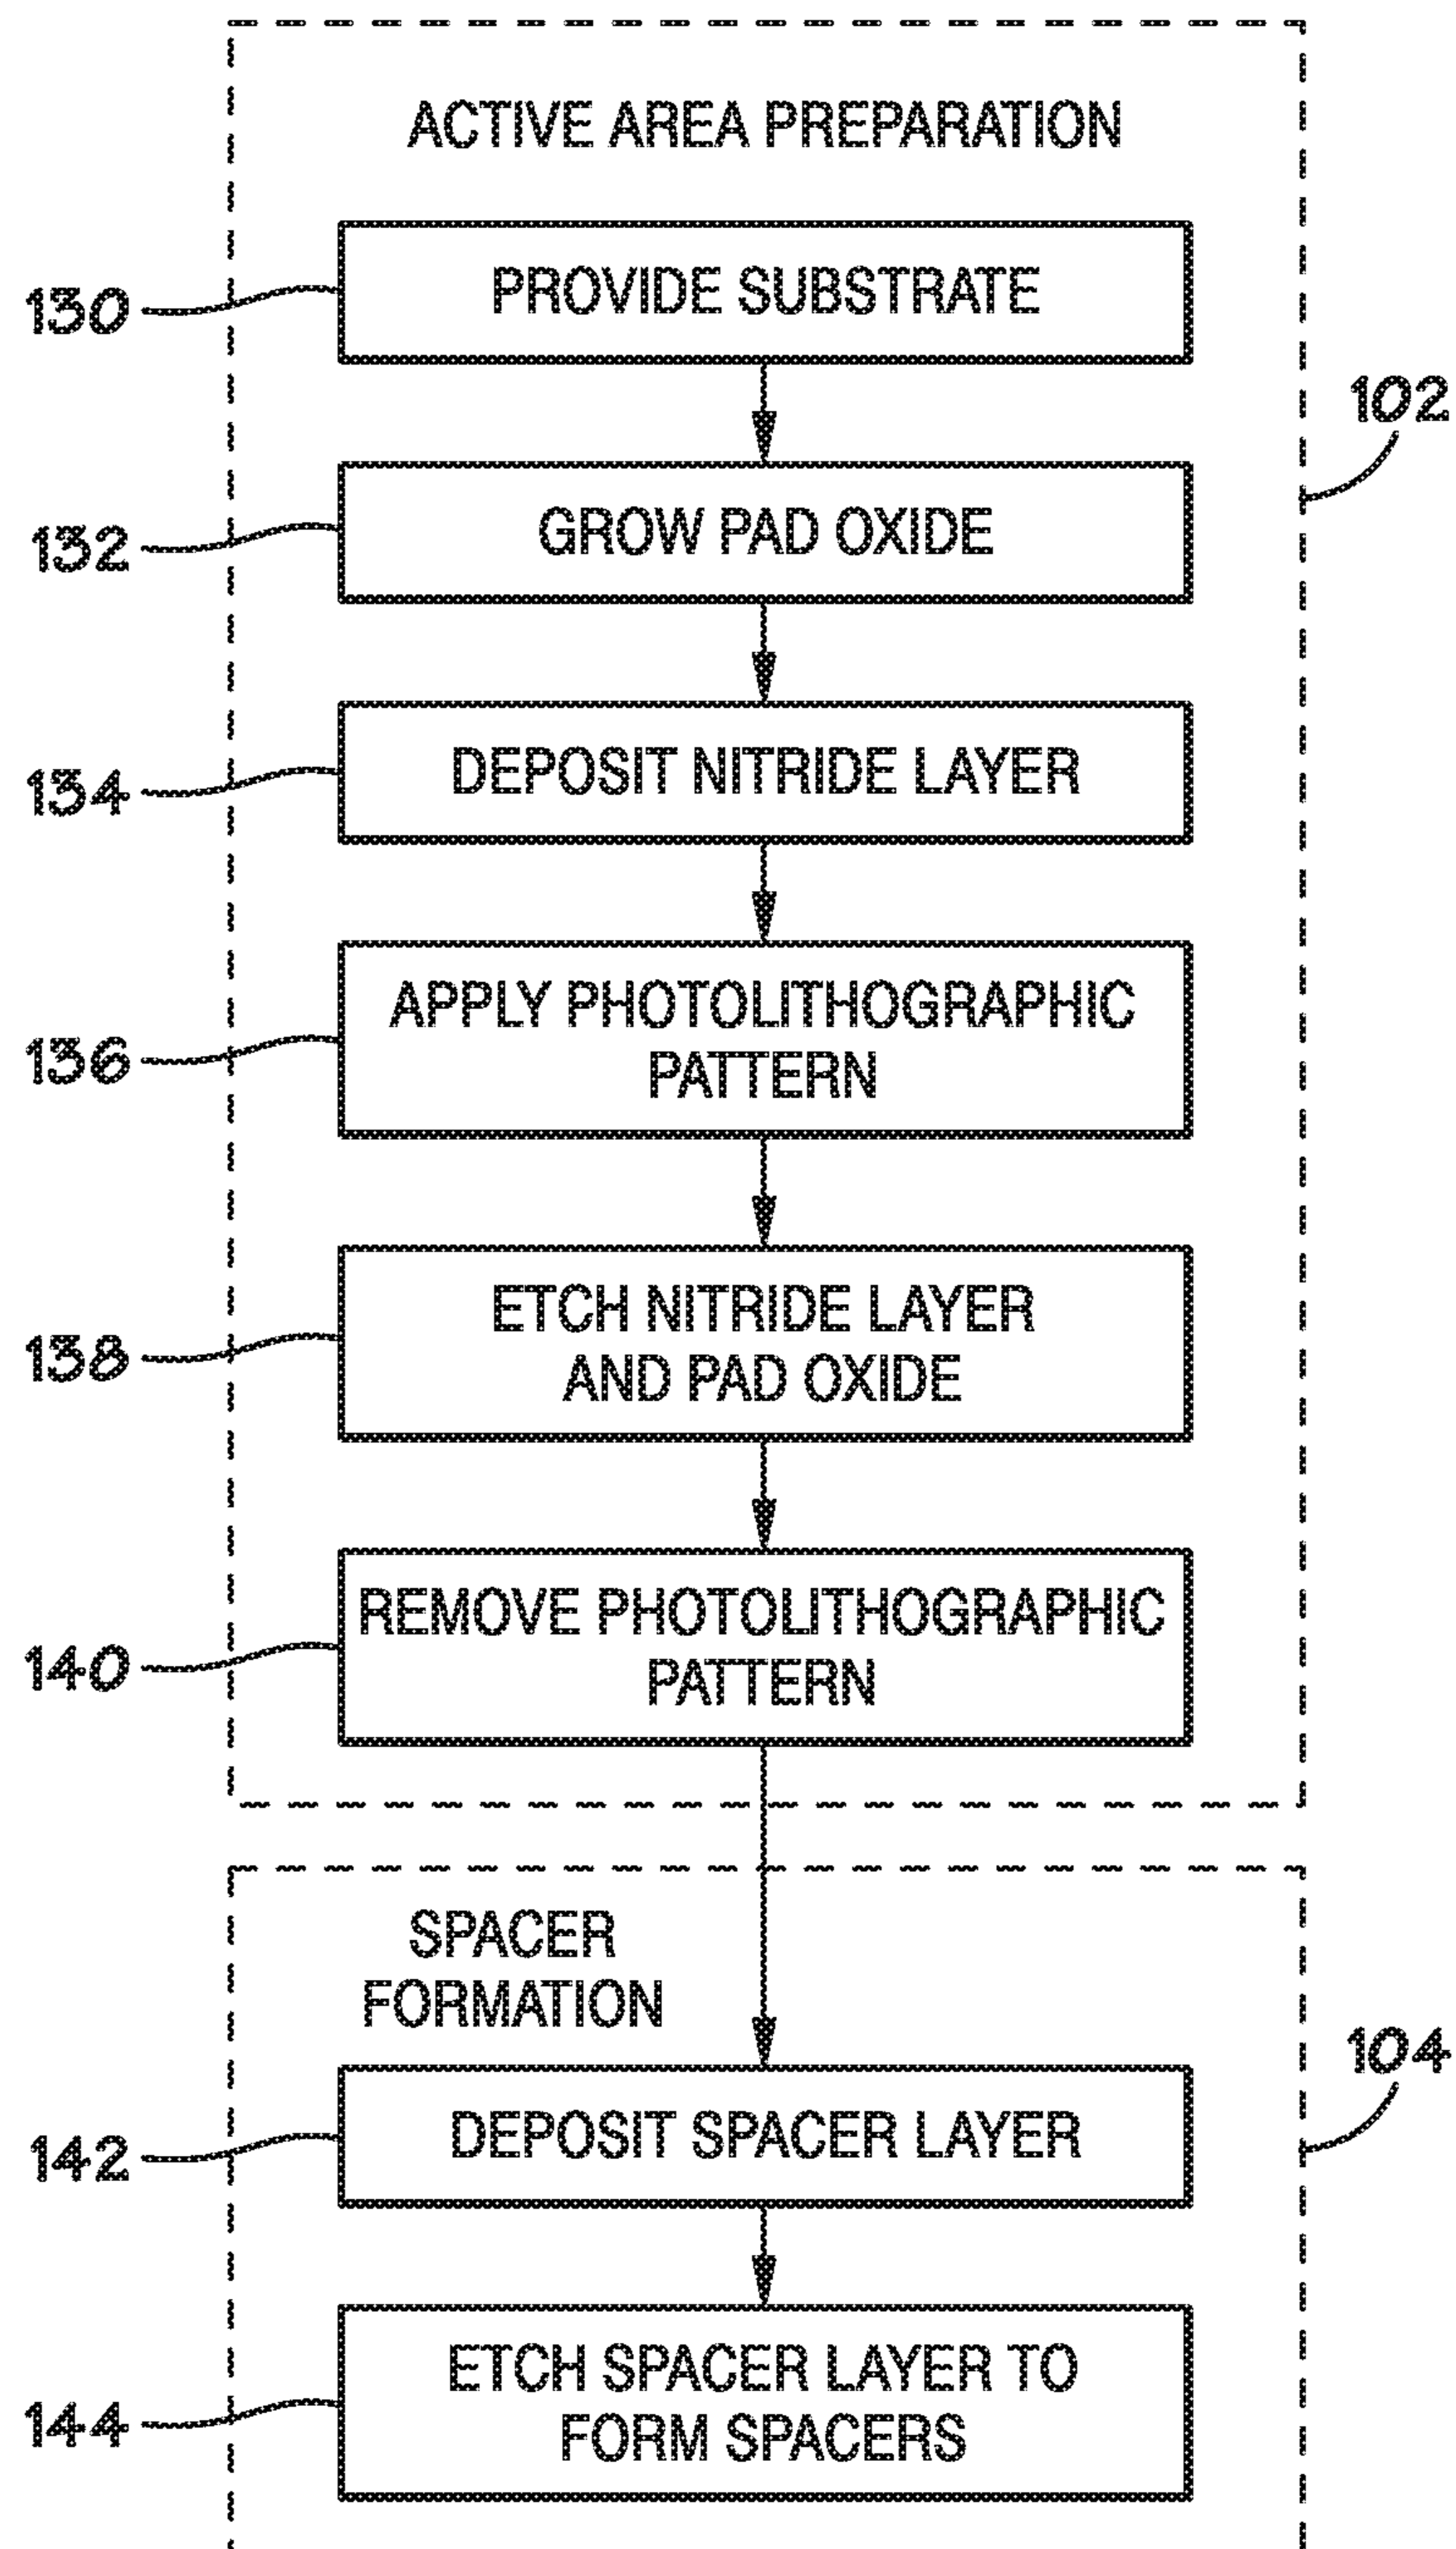 ACTIVE AREA PREPARATION
130
PROVIDE SUBSTRATE
102
132
GROW PAD OXIDE
134
DEPOSIT NITRIDE LAYER
136
APPLY PHOTOLITHOGRAPHIC
PATTERN
138
ETCH NITRIDE LAYER
AND PAD OXIDE
140
REMOVE PHOTOLITHOGRAPHIC
PATTERN
SPACER
FORMATION
104
142
DEPOSIT SPACER LAYER
144
ETCH SPACER LAYER TO
FORM SPACERS